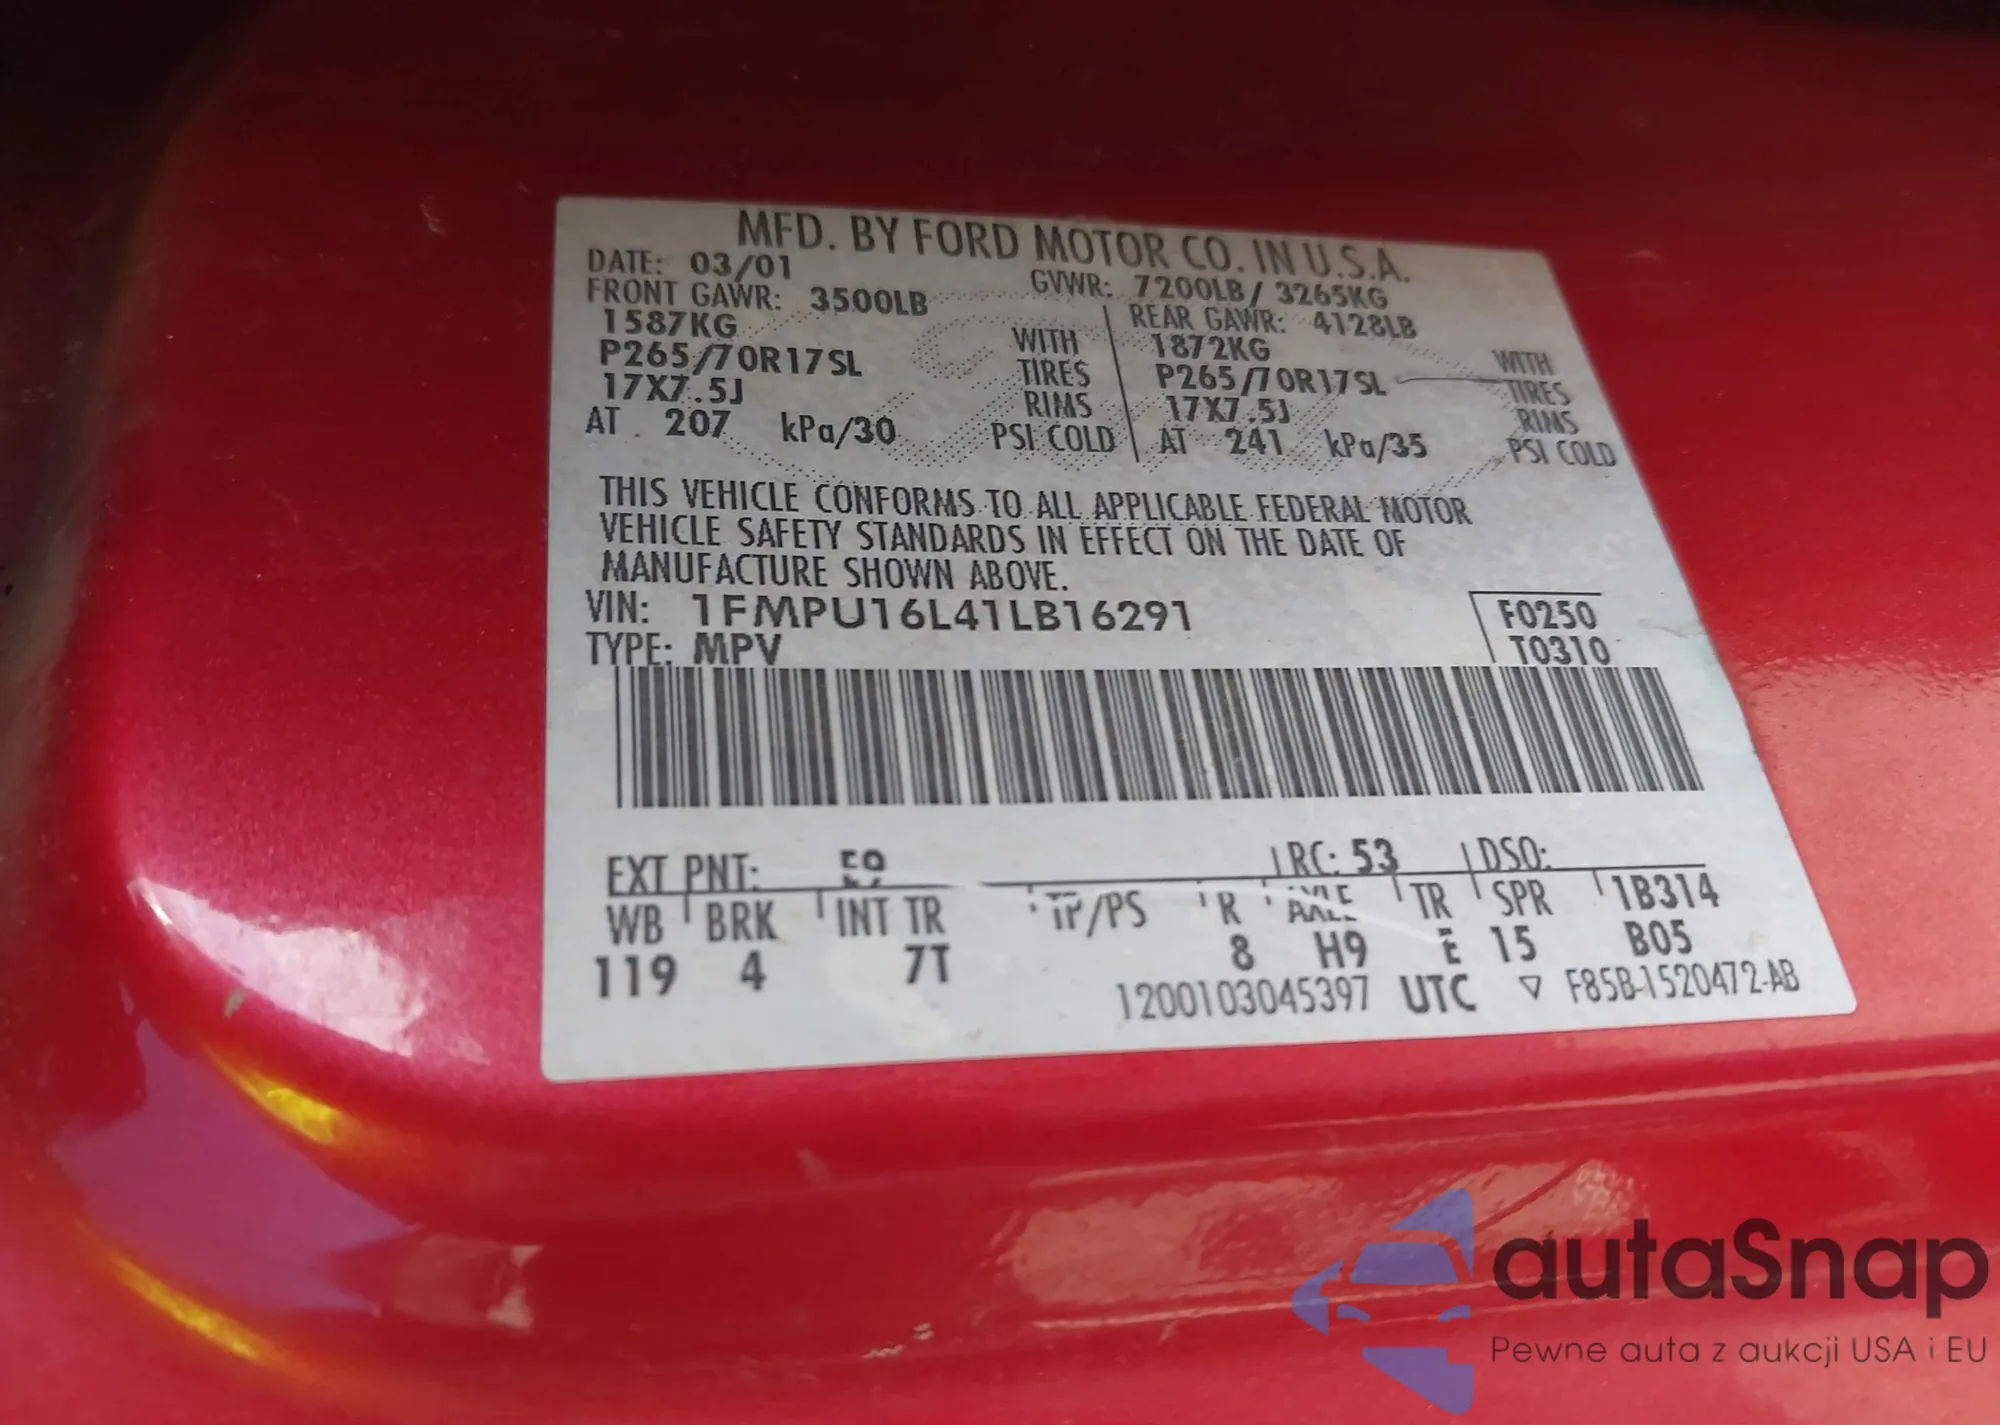 MFD. BY FORD MOTOR CO. IN U.S.A.
DATE: 03/01 GVWR: 7200LB/ 3265KG
FRONT GAWR: 3500LB REAR GAWR: 4128LB
1587KG WITH 1872KG WITH
P265/70R17SL TIRES P265/70R17SL TIRES
17X7.5J RIMS 17X7.5J RIMS
AT 207 kPa/30 PSI COLD AT 241 kPa/35 PSI COLD
THIS VEHICLE CONFORMS TO ALL APPLICABLE FEDERAL MOTOR
VEHICLE SAFETY STANDARDS IN EFFECT ON THE DATE OF
MANUFACTURE SHOWN ABOVE.
VIN: 1FMPU16L41LB16291 F0250
TYPE: MPV T0310
EXT PNT: RC: 53 DSO:
WB BRK INT TR TP/PS R AXLE TR SPR 1B314
119 4 7T 8 H9 E 15 B05
1200103045397 UTC ▽ F85B-1520472-AB
autaSnap
Pewne auta z aukcji USA i EU